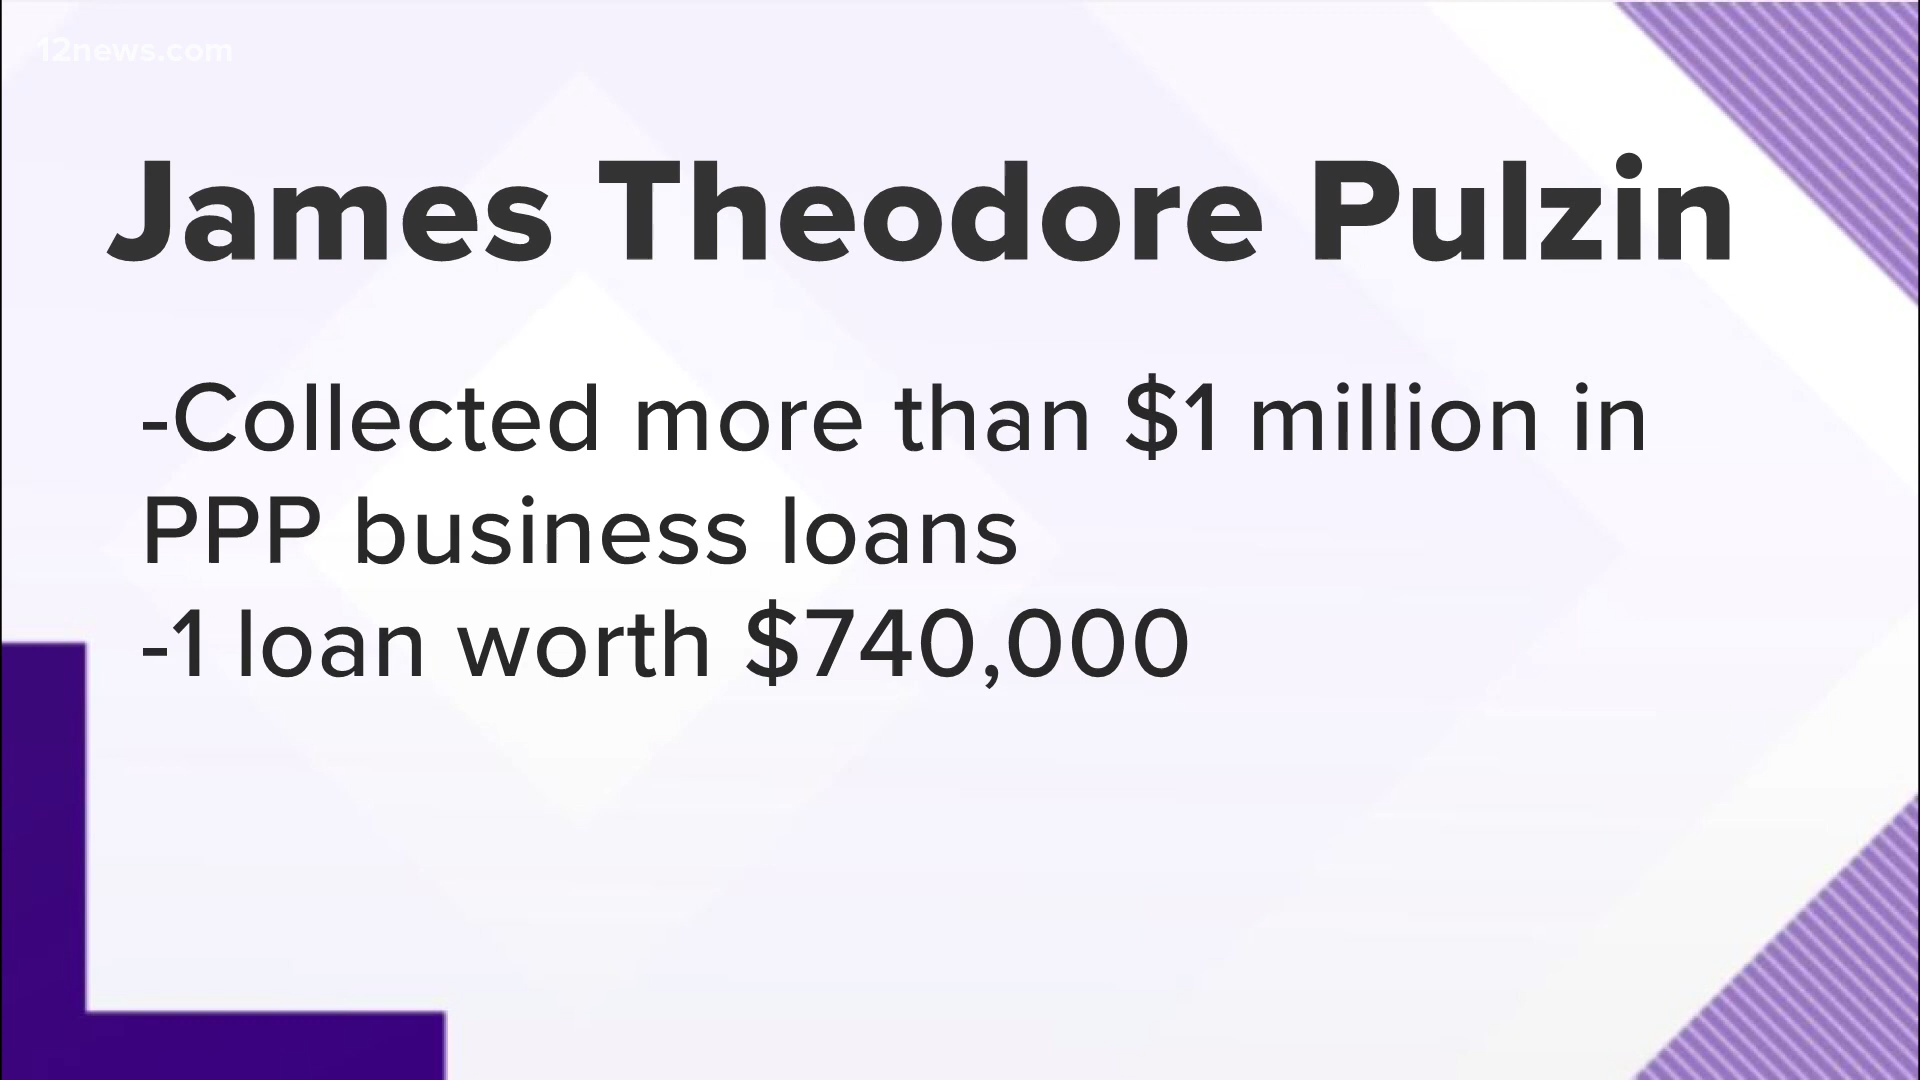 12news.com
James Theodore Pulzin
-Collected more than $1 million in
PPP business loans
-1 loan worth $740,000